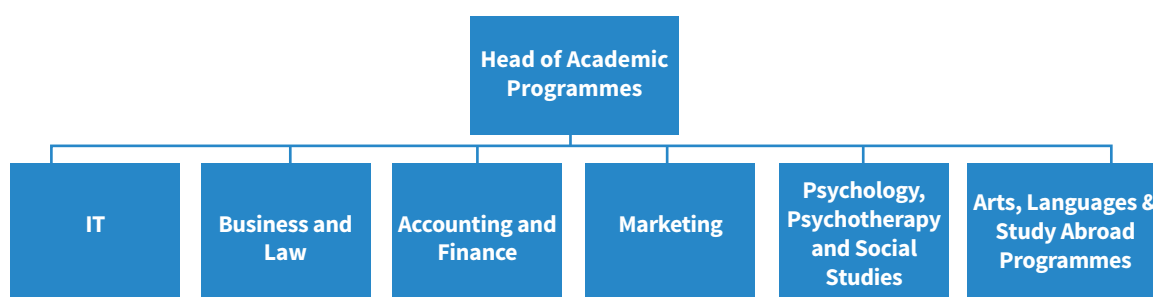 Head of Academic
Programmes
IT
Business and
Law
Accounting and
Finance
Marketing
Psychology,
Psychotherapy
and Social
Studies
Arts, Languages &
Study Abroad
Programmes